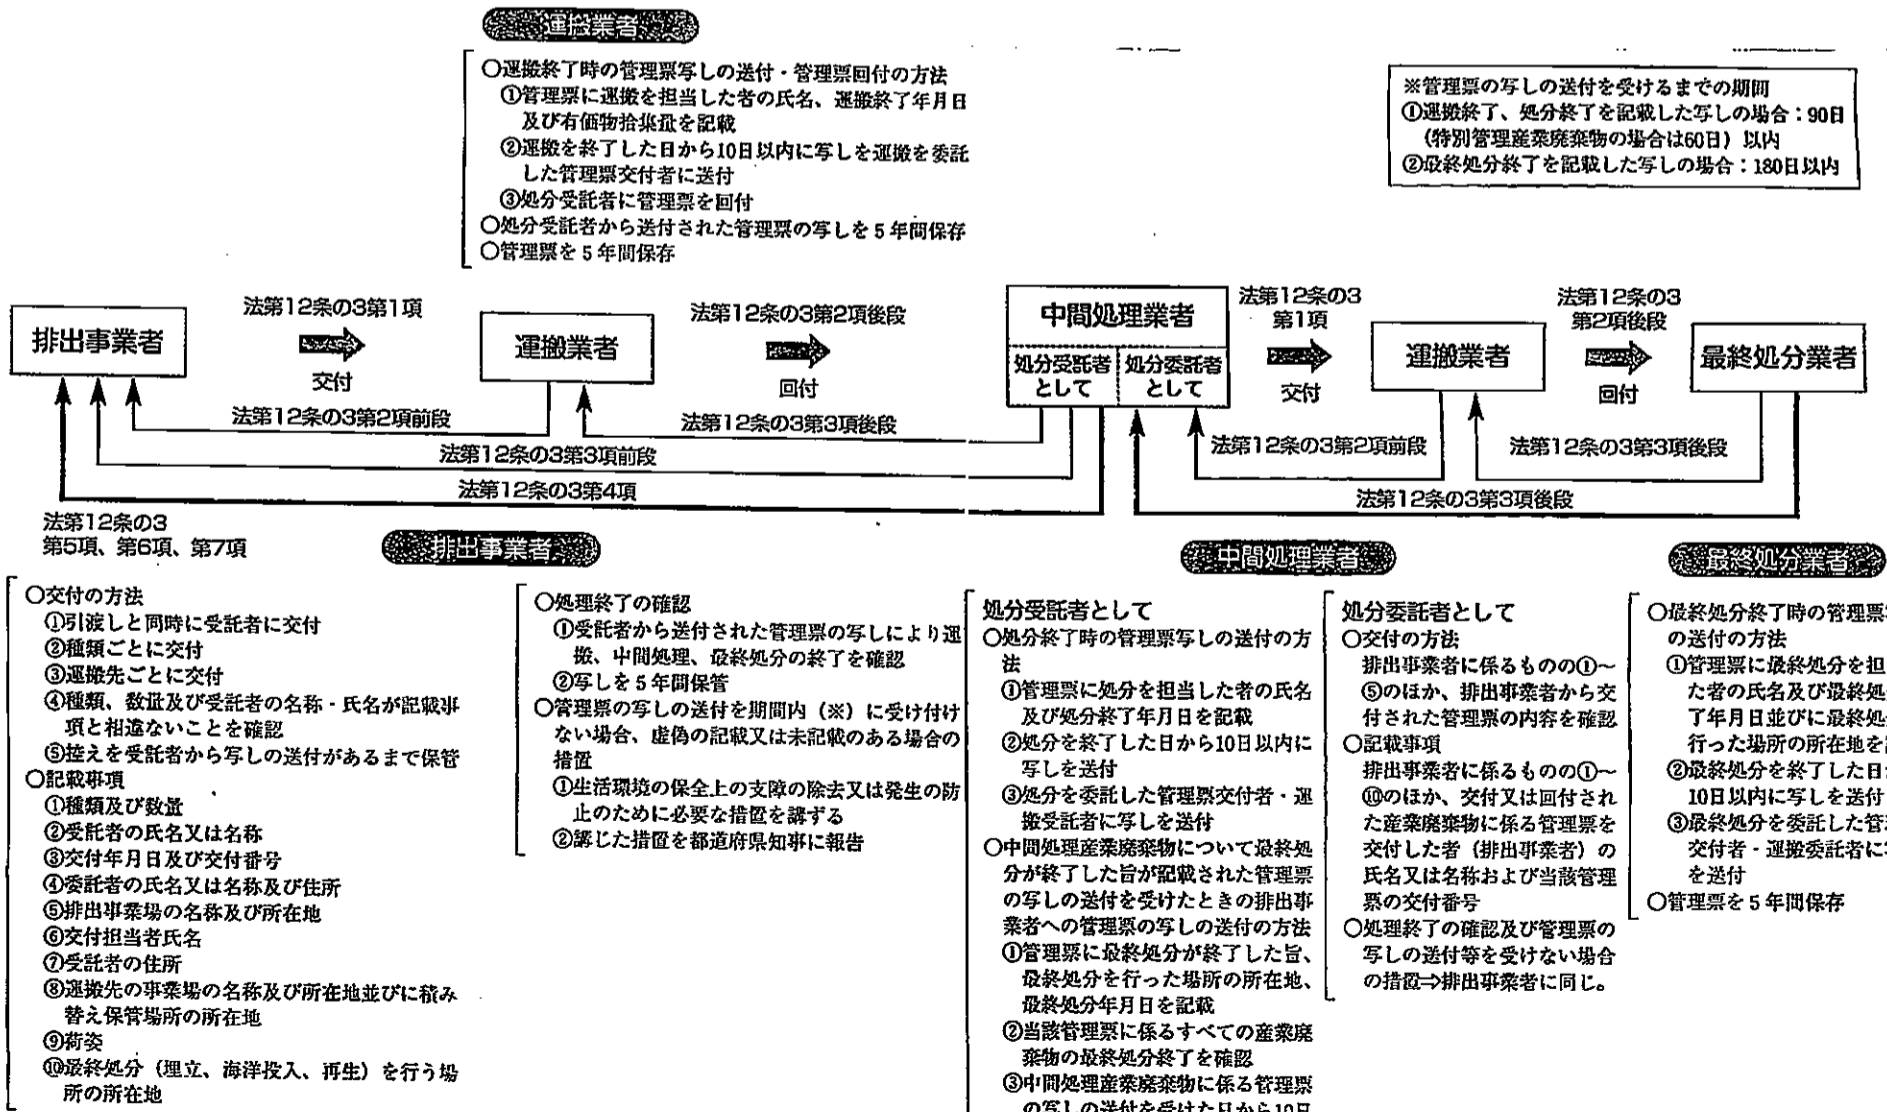 運搬業者
〇運搬終了時の管理票写しの送付・管理票回付の方法
①管理票に運搬を担当した者の氏名、運搬終了年月日
及び有価物拾集量を記載
②運搬を終了した日から10日以内に写しを運搬を委託
した管理票交付者に送付
③処分受託者に管理票を回付
〇処分受託者から送付された管理票の写しを5年間保存
〇管理票を5年間保存
※管理票の写しの送付を受けるまでの期間
①運搬終了、処分終了を記載した写しの場合：90日
(特別管理産業廃棄物の場合は60日) 以内
②最終処分終了を記載した写しの場合：180日以内
排出事業者
法第12条の3第1項
交付
運搬業者
法第12条の3第2項後段
回付
中間処理業者
処分受託者
として
処分委託者
として
法第12条の3
第1項
交付
運搬業者
法第12条の3
第2項後段
回付
最終処分業者
法第12条の3第2項前段
法第12条の3第3項後段
法第12条の3第2項前段
法第12条の3第3項後段
法第12条の3第3項前段
法第12条の3第4項
法第12条の3第3項後段
法第12条の3
第5項、第6項、第7項
排出事業者
〇交付の方法
①引渡しと同時に受託者に交付
②種類ごとに交付
③運搬先ごとに交付
④種類、数量及び受託者の名称・氏名が記載事
項と相違ないことを確認
⑤控えを受託者から写しの送付があるまで保管
〇記載事項
①種類及び数量
②受託者の氏名又は名称
③交付年月日及び交付番号
④委託者の氏名又は名称及び住所
⑤排出事業場の名称及び所在地
⑥交付担当者氏名
⑦受託者の住所
⑧運搬先の事業場の名称及び所在地並びに積み
替え保管場所の所在地
⑨荷姿
⑩最終処分（埋立、海洋投入、再生）を行う場
所の所在地
〇処理終了の確認
①受託者から送付された管理票の写しにより運
搬、中間処理、最終処分の終了を確認
②写しを5年間保管
〇管理票の写しの送付を期間内（※）に受け付け
ない場合、虚偽の記載又は未記載のある場合の
措置
①生活環境の保全上の支障の除去又は発生の防
止のために必要な措置を講ずる
②講じた措置を都道府県知事に報告
中間処理業者
処分受託者として
〇処分終了時の管理票写しの送付の方
法
①管理票に処分を担当した者の氏名
及び処分終了年月日を記載
②処分を終了した日から10日以内に
写しを送付
③処分を委託した管理票交付者・運
搬受託者に写しを送付
〇中間処理産業廃棄物について最終処
分が終了した旨が記載された管理票
の写しの送付を受けたときの排出事
業者への管理票の写しの送付の方法
①管理票に最終処分が終了した旨、
最終処分を行った場所の所在地、
最終処分年月日を記載
②当該管理票に係るすべての産業廃
棄物の最終処分終了を確認
③中間処理産業廃棄物に係る管理票
の写しの送付を受けた日から10日
処分委託者として
〇交付の方法
排出事業者に係るものの①～
⑤のほか、排出事業者から交
付された管理票の内容を確認
〇記載事項
排出事業者に係るものの①～
⑩のほか、交付又は回付され
た産業廃棄物に係る管理票を
交付した者（排出事業者）の
氏名又は名称および当該管理
票の交付番号
〇処理終了の確認及び管理票の
写しの送付等を受けない場合
の措置⇒排出事業者に同じ。
最終処分業者
〇最終処分終了時の管理票
の送付の方法
①管理票に最終処分を担
た者の氏名及び最終処
了年月日並びに最終処
行った場所の所在地を
②最終処分を終了した日
10日以内に写しを送付
③最終処分を委託した管
交付者・運搬委託者に
を送付
〇管理票を5年間保存